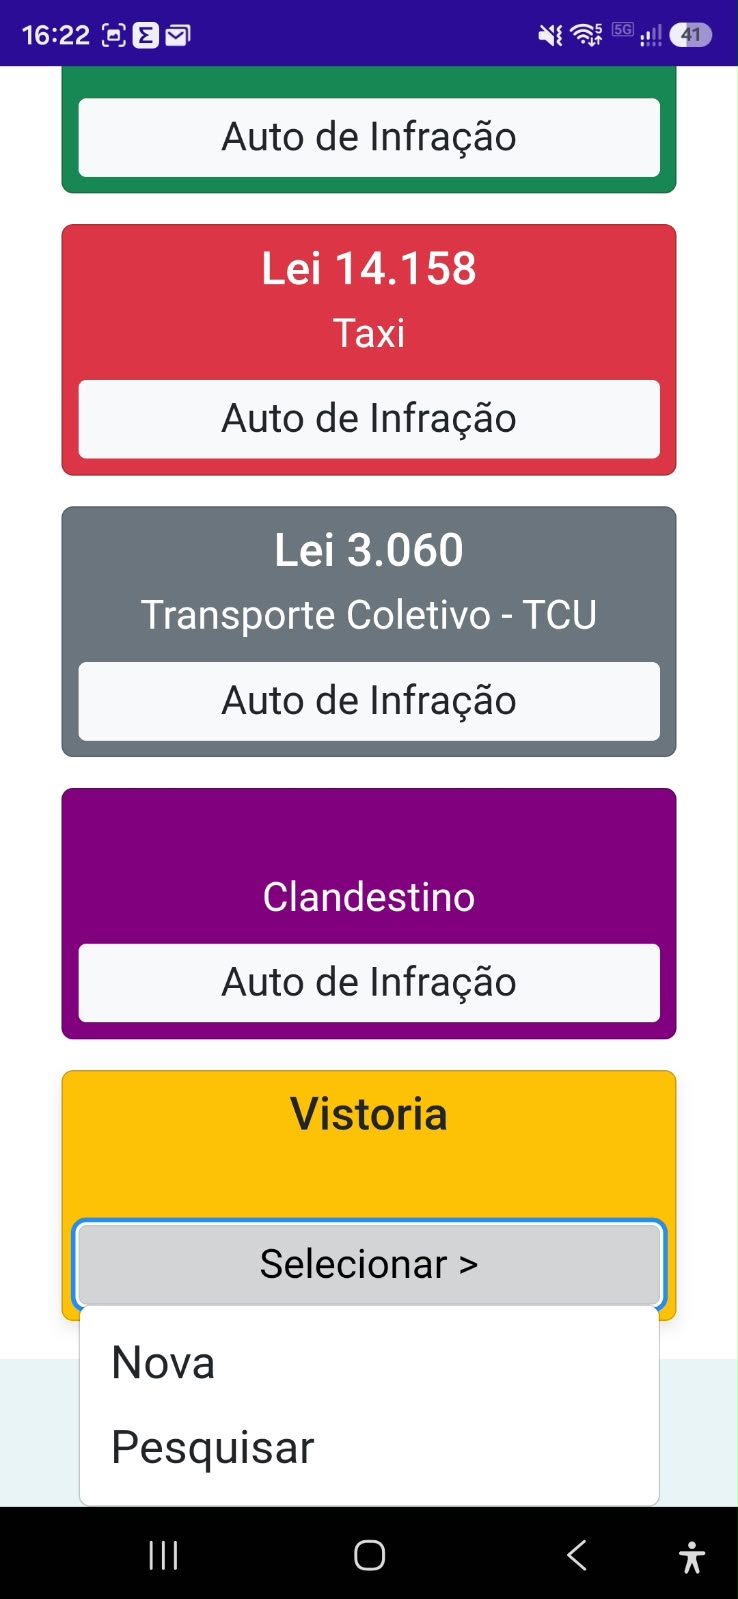 16:22
5G
41
Auto de Infração
Lei 14.158
Taxi
Auto de Infração
Lei 3.060
Transporte Coletivo - TCU
Auto de Infração
Clandestino
Auto de Infração
Vistoria
Selecionar >
Nova
Pesquisar